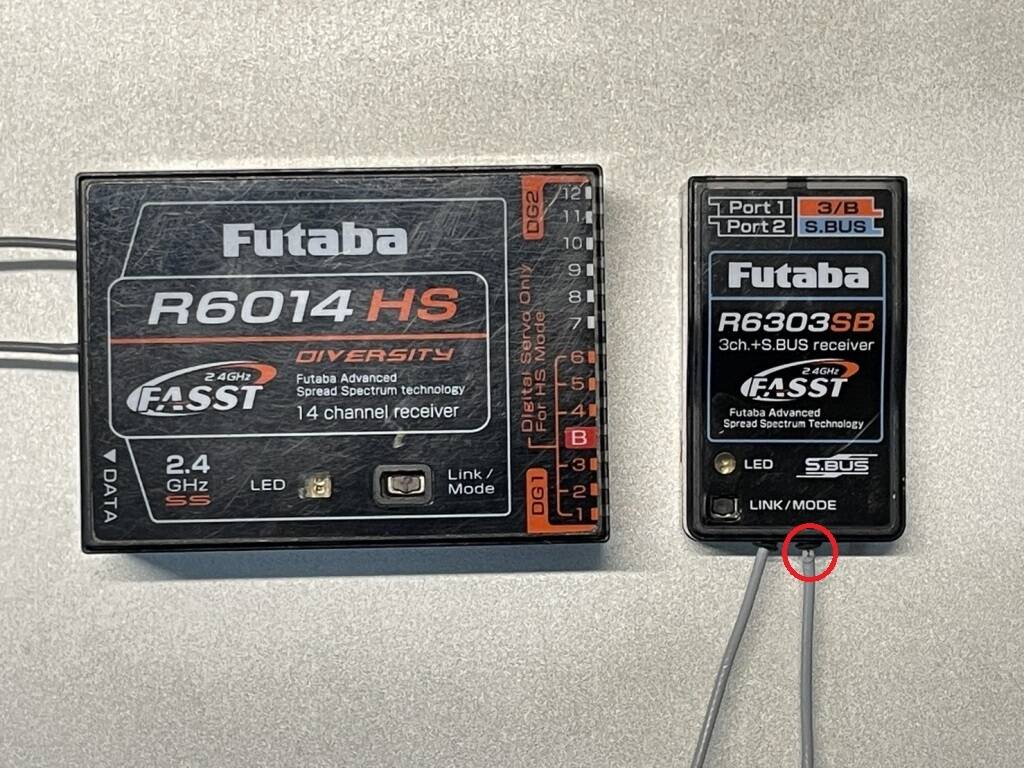 Futaba
R6014 HS
DIVERSITY
2.4GHz
FASST
Futaba Advanced
Spread Spectrum technology
14 channel receiver
◀DATA
2.4
GHz
SS
LED
Link/
Mode
Digital Servo Only
For HS Mode
DG2
12
11
10
9
8
7
6
5
4
B
3
2
1
DG1
Port 1 3/B
Port 2 S.BUS
Futaba
R6303SB
3ch.+S.BUS receiver
2.4GHz
FASST
Futaba Advanced
Spread Spectrum Technology
LED S.BUS
LINK/MODE